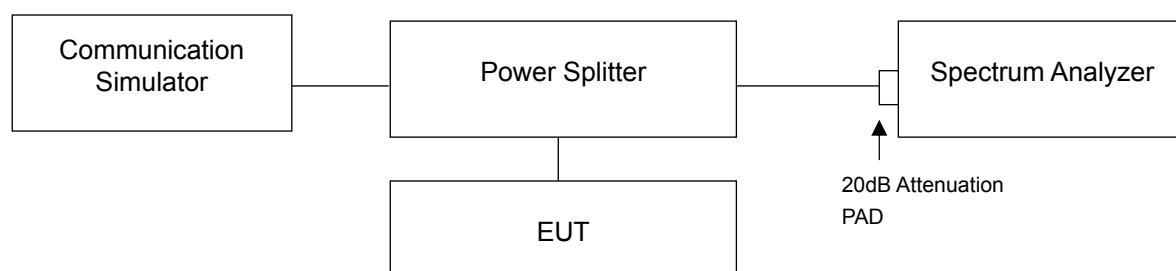 Communication
Simulator
Power Splitter
Spectrum Analyzer
20dB Attenuation
PAD
EUT